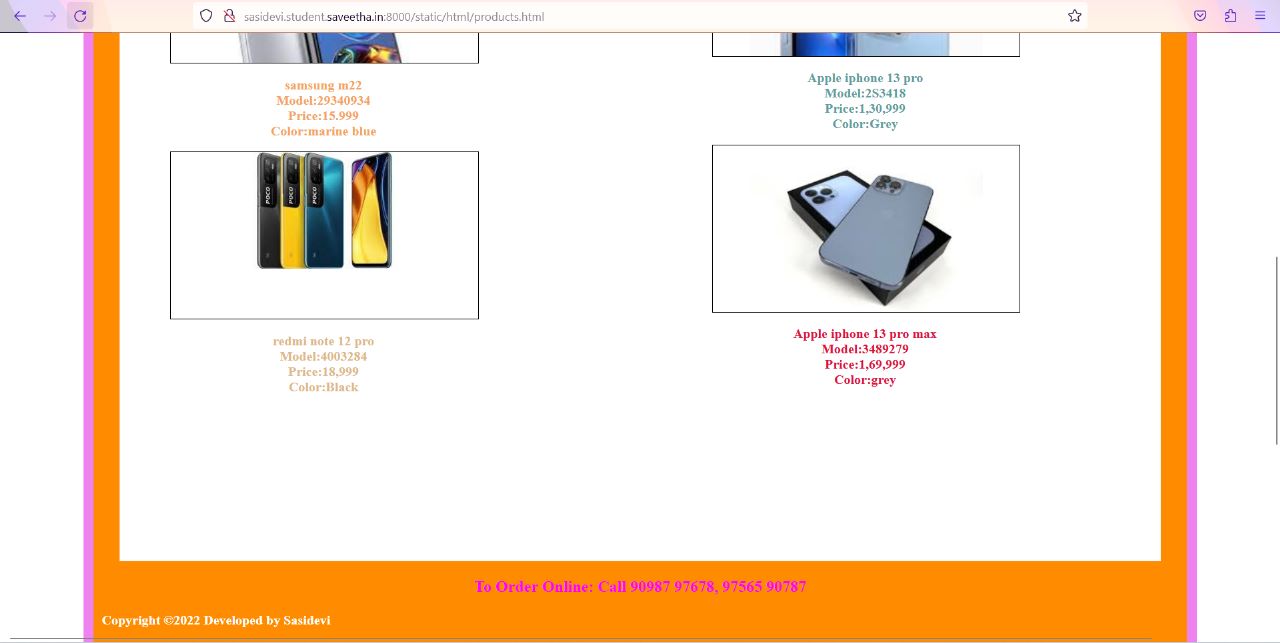 sasidevi.student.saveetha.in:8000/static/html/products.html
samsung m22
Model:29340934
Price:15.999
Color:marine blue
Apple iphone 13 pro
Model:2S3418
Price:1,30,999
Color:Grey
POCO
POCO
POCO
redmi note 12 pro
Model:4003284
Price:18,999
Color:Black
Apple iphone 13 pro max
Model:3489279
Price:1,69,999
Color:grey
To Order Online: Call 90987 97678, 97565 90787
Copyright ©2022 Developed by Sasidevi